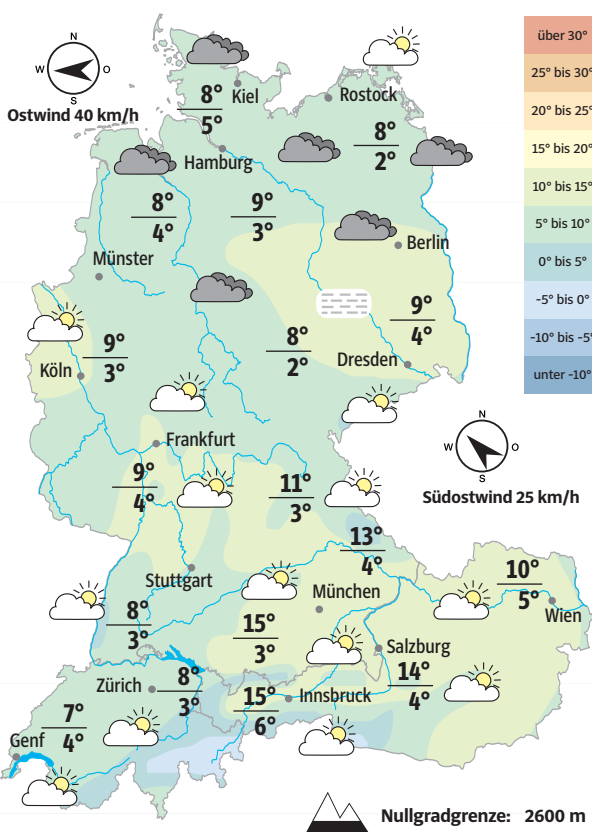 N
W O
S
Ostwind 40 km/h
über 30°
25° bis 30°
20° bis 25°
15° bis 20°
10° bis 15°
5° bis 10°
0° bis 5°
-5° bis 0°
-10° bis -5°
unter -10°
8°
5°
Kiel
Rostock
8°
2°
Hamburg
8°
4°
9°
3°
Berlin
Münster
9°
4°
9°
3°
8°
2°
Köln
Dresden
Frankfurt
N
W O
S
Südostwind 25 km/h
9°
4°
11°
3°
13°
4°
Stuttgart
München
10°
5°
Wien
8°
3°
15°
3°
Salzburg
14°
4°
Zürich
8°
3°
15°
6°
Innsbruck
7°
4°
Genf
Nullgradgrenze: 2600 m